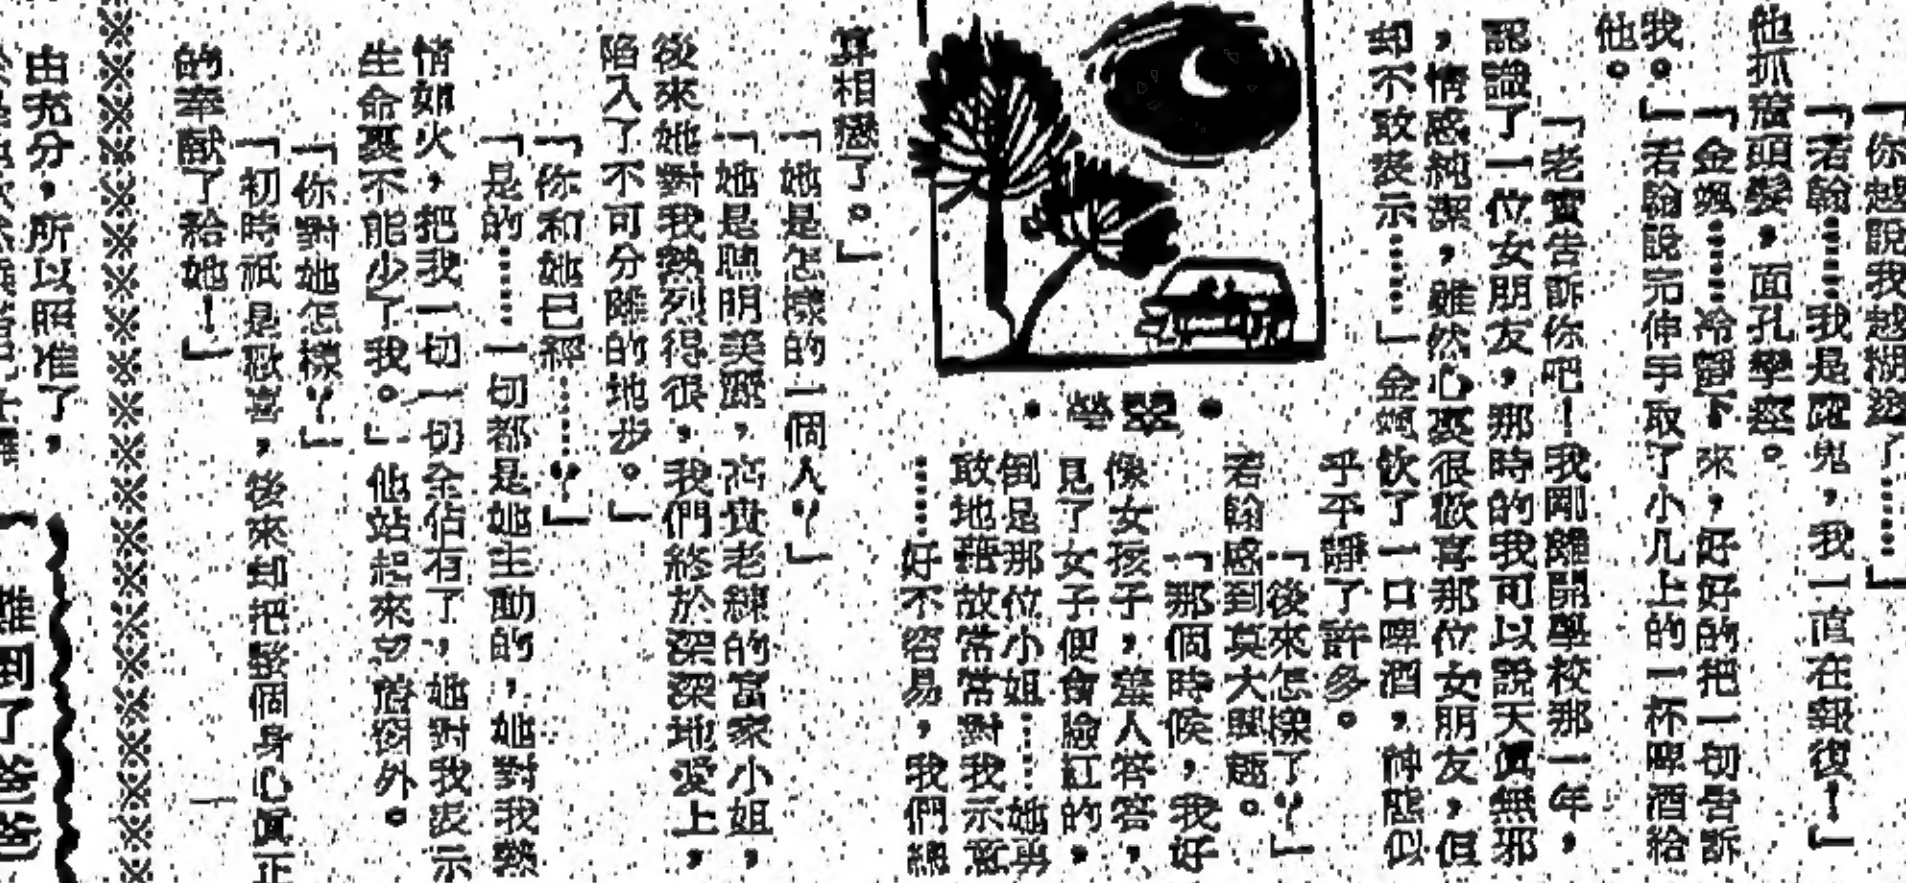 「你越說我越糊塗了……」
「若翰……我是魔鬼，我一直在報復！」
他抓蓬頭髮，面孔孿痙。
「金飈……冷靜下來，好好的把一切告訴
我。」若翰說完伸手取了小几上的一杯啤酒給
他。
「老實告訴你吧！我剛離開學校那一年，
認識了一位女朋友，那時的我可以說天眞無邪
，情感純潔，雖然心裏很歡喜那位女朋友，但
却不敢表示……」金飈飲了一口啤酒，神態似
乎平靜了許多。
「後來怎樣了？」
若翰感到莫大興趣。
「那個時候，我好
像女孩子，羞人答答，
見了女子便會臉紅的，
倒是那位小姐……她勇
敢地藉故常常對我示意
……好不容易，我們總
•翠瑩•
算相戀了。」
「她是怎樣的一個人？」
「她是聰明美麗，高貴老練的富家小姐，
後來她對我熱烈得很，我們終於深深地愛上，
陷入了不可分離的地步。」
「你和她已經……？」
「是的……一切都是她主動的，她對我熱
情如火，把我一切一切全佔有了，她對我表示
生命裏不能少了我。」他站起來
外。
「你對她怎樣？」
「初時祇是歡喜，後來却把整個身心眞正
的奉獻了給她！」
由充分，所以照准了，
難到了爸爸